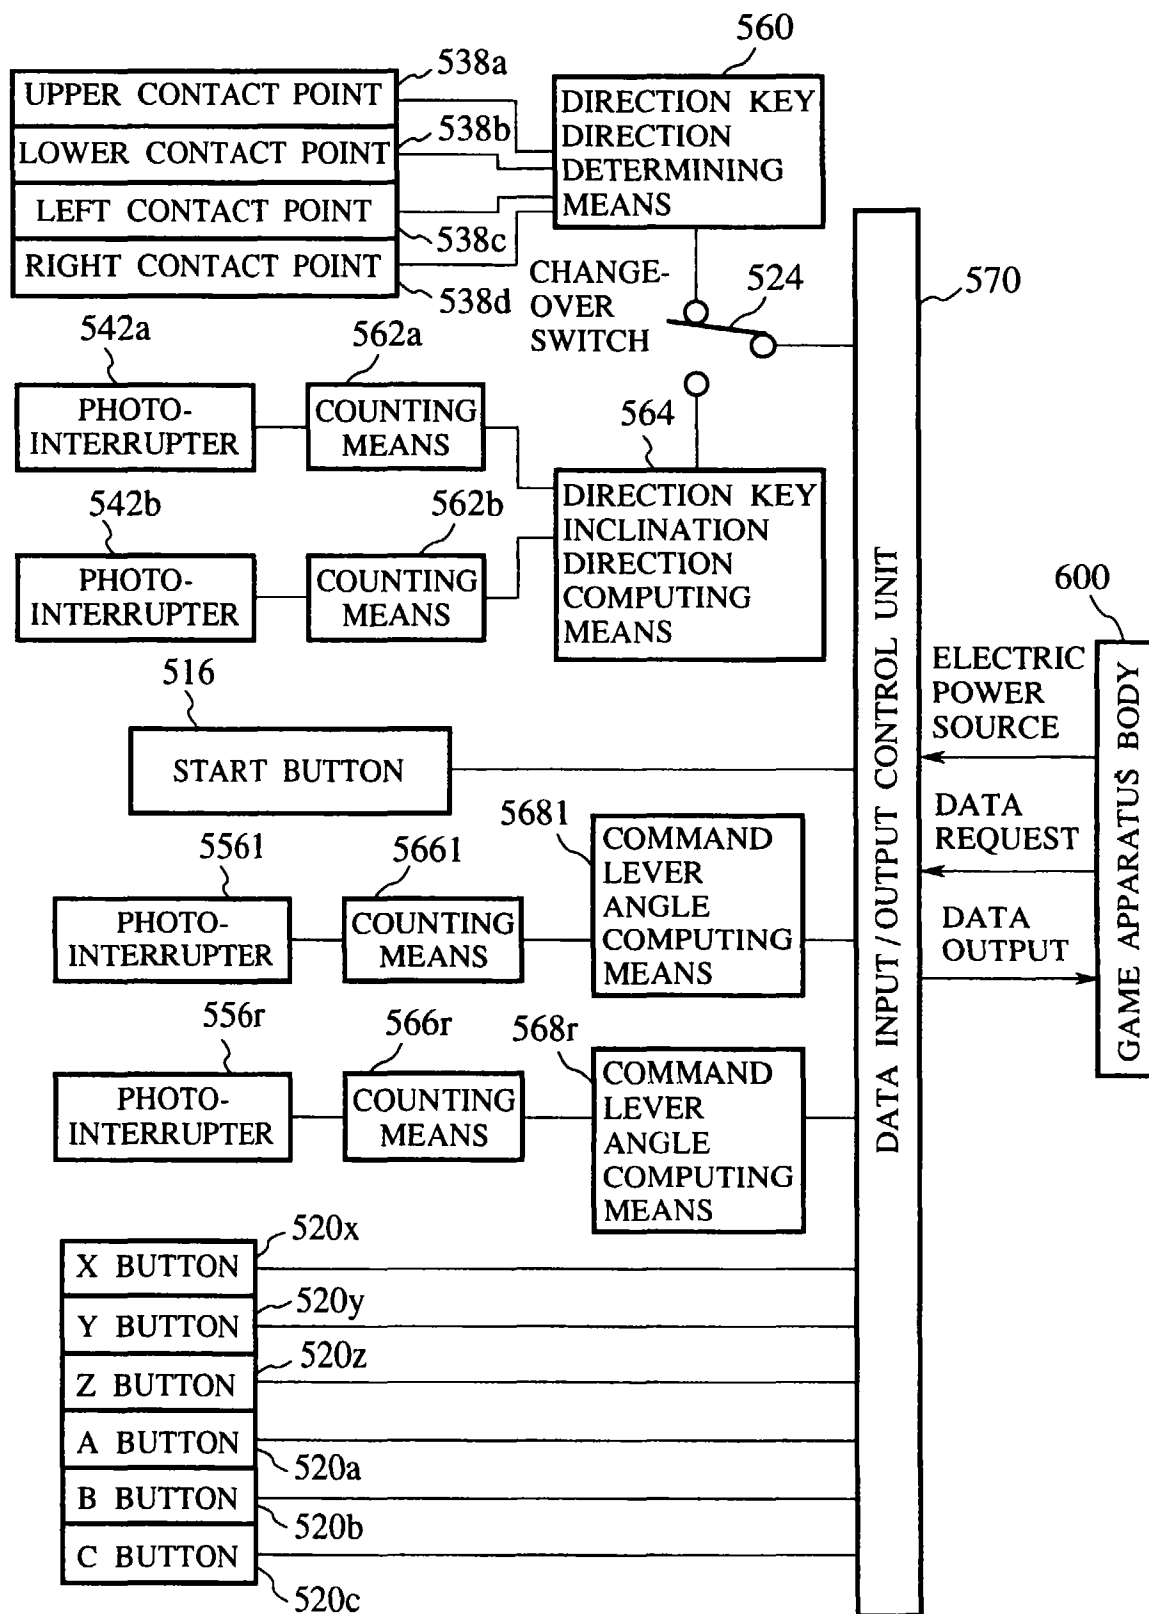 560
538a
UPPER CONTACT POINT
538b
LOWER CONTACT POINT
LEFT CONTACT POINT
538c
RIGHT CONTACT POINT
538d
DIRECTION KEY
DIRECTION
DETERMINING
MEANS
CHANGE-
OVER
SWITCH
524
570
542a
PHOTO-
INTERRUPTER
562a
COUNTING
MEANS
564
DIRECTION KEY
INCLINATION
DIRECTION
COMPUTING
MEANS
542b
PHOTO-
INTERRUPTER
562b
COUNTING
MEANS
516
START BUTTON
5561
PHOTO-
INTERRUPTER
5661
COUNTING
MEANS
5681
COMMAND
LEVER
ANGLE
COMPUTING
MEANS
556r
PHOTO-
INTERRUPTER
566r
COUNTING
MEANS
568r
COMMAND
LEVER
ANGLE
COMPUTING
MEANS
520x
X BUTTON
520y
Y BUTTON
520z
Z BUTTON
A BUTTON
520a
B BUTTON
520b
C BUTTON
520c
DATA INPUT/OUTPUT CONTROL UNIT
ELECTRIC
POWER
SOURCE
DATA
REQUEST
DATA
OUTPUT
600
GAME APPARATUS BODY